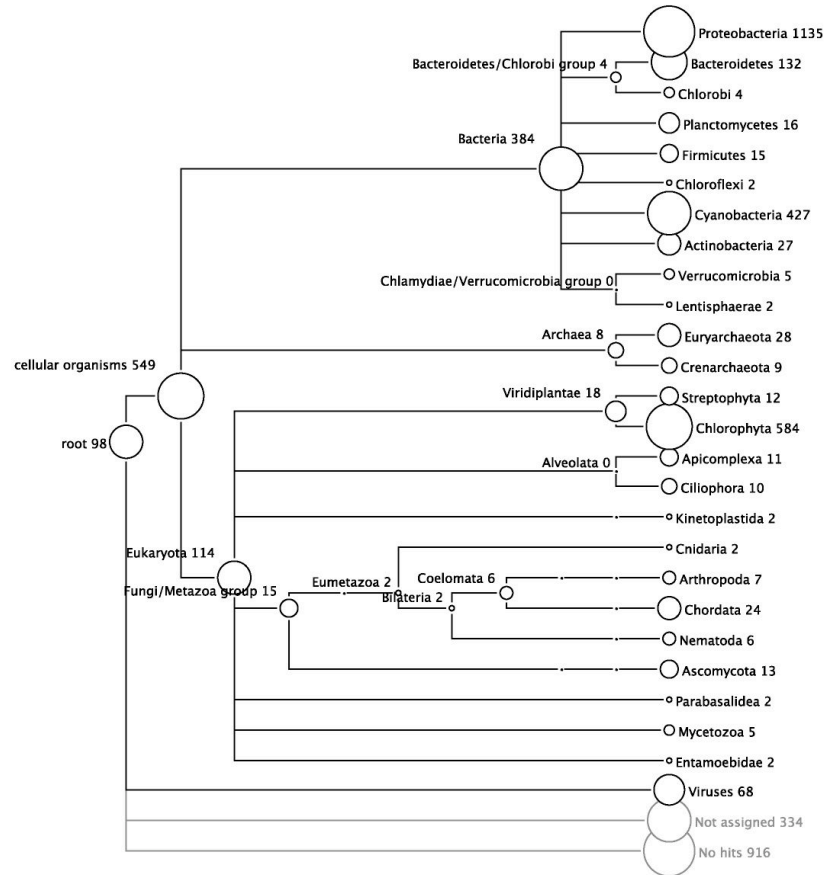 Proteobacteria 1135
Bacteroidetes/Chlorobi group 4
Bacteroidetes 132
Chlorobi 4
Planctomycetes 16
Bacteria 384
Firmicutes 15
Chloroflexi 2
Cyanobacteria 427
Actinobacteria 27
Chlamydiae/Verrucomicrobia group 0
Verrucomicrobia 5
Lentisphaerae 2
Archaea 8
Euryarchaeota 28
cellular organisms 549
Crenarchaeota 9
Viridiplantae 18
Streptophyta 12
Chlorophyta 584
root 98
Alveolata 0
Apicomplexa 11
Ciliophora 10
Kinetoplastida 2
Eukaryota 114
Cnidaria 2
Fungi/Metazoa group 15
Eumetazoa 2
Coelomata 6
Arthropoda 7
Bilateria 2
Chordata 24
Nematoda 6
Ascomycota 13
Parabasalidea 2
Mycetozoa 5
Entamoebidae 2
Viruses 68
Not assigned 334
No hits 916